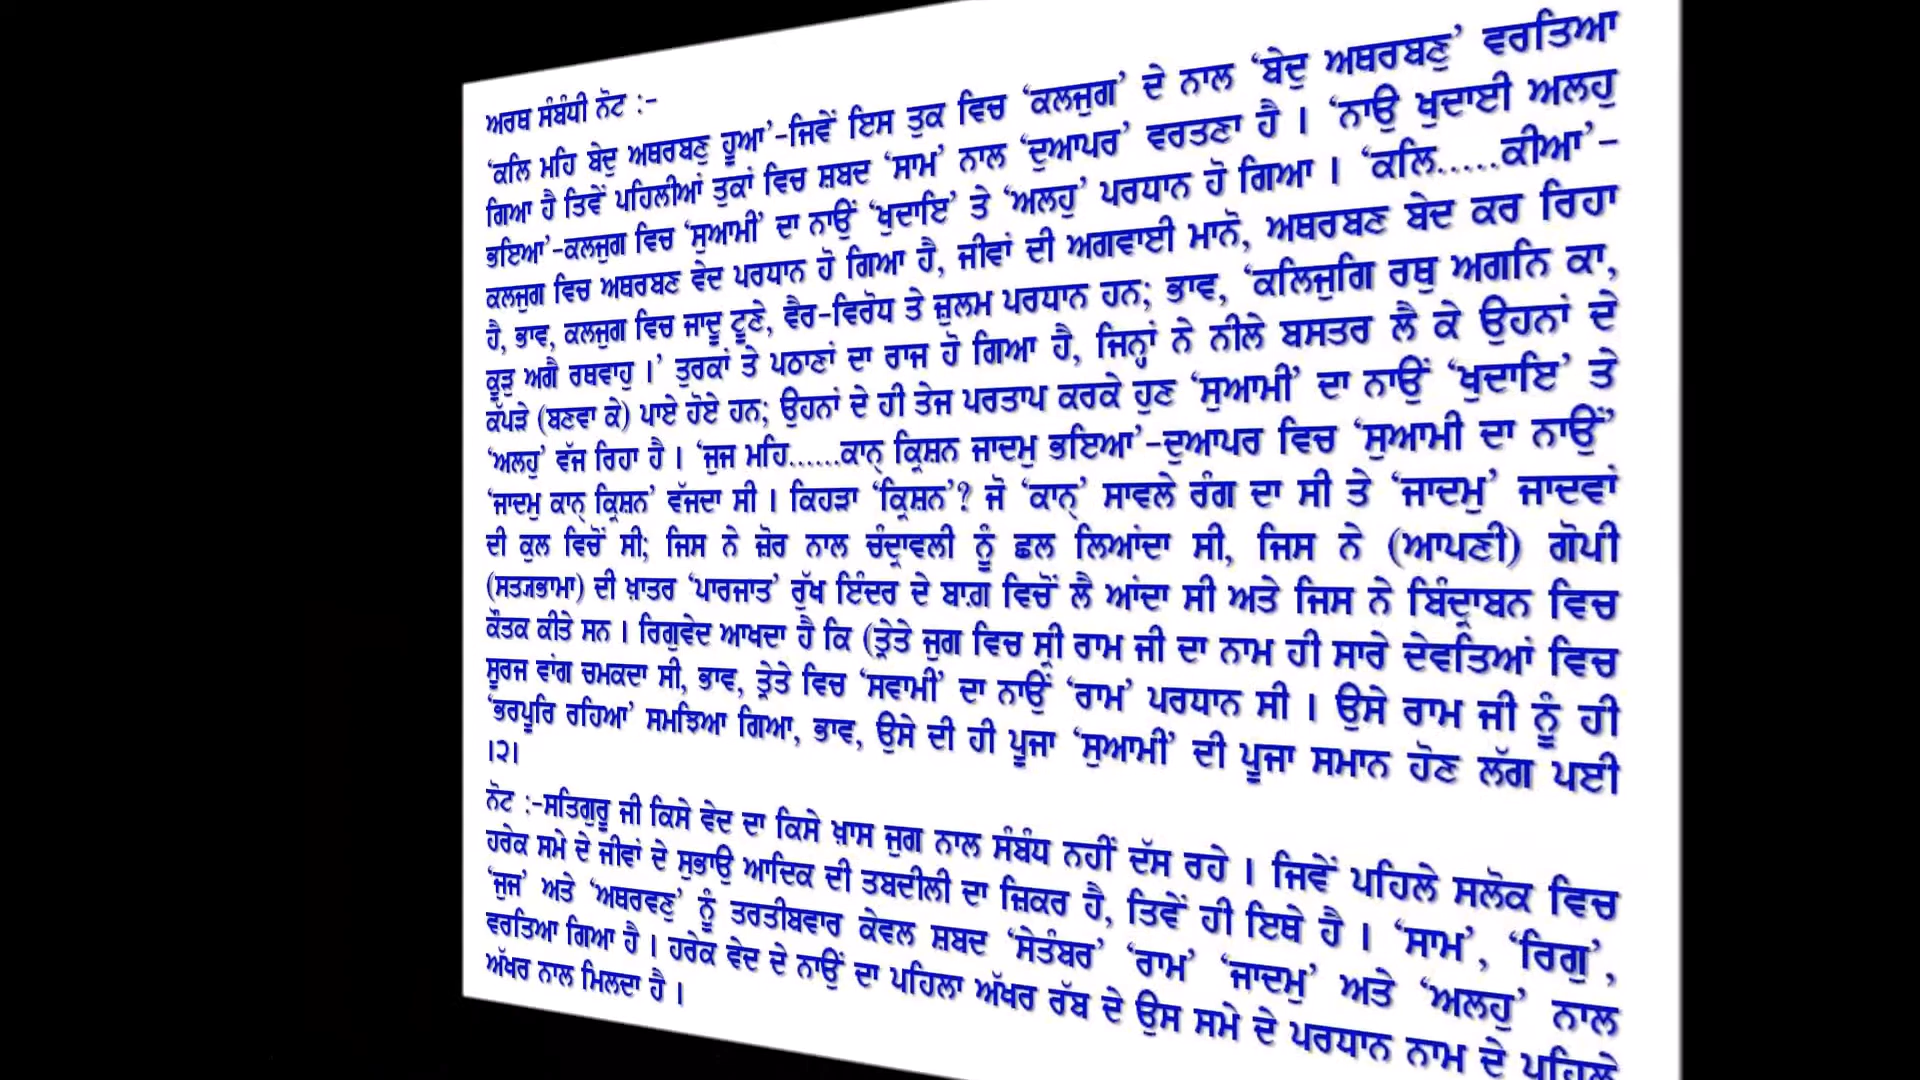 ਅਰਥ ਸੰਬੰਧੀ ਨੋਟ :-
‘ਕਲਿ ਮਹਿ ਬੇਦੁ ਅਥਰਬਣੁ ਹੂਆ’-ਜਿਵੇਂ ਇਸ ਤੁਕ ਵਿਚ ‘ਕਲਜੁਗ’ ਦੇ ਨਾਲ ‘ਬੇਦੁ ਅਥਰਬਣੁ’ ਵਰਤਿਆ
ਗਿਆ ਹੈ ਤਿਵੇਂ ਪਹਿਲੀਆਂ ਤੁਕਾਂ ਵਿਚ ਸ਼ਬਦ ‘ਸਾਮ’ ਨਾਲ ‘ਦੁਆਪਰ’ ਵਰਤਣਾ ਹੈ । ‘ਨਾਉ ਖੁਦਾਈ ਅਲਹੁ
ਭਇਆ’-ਕਲਜੁਗ ਵਿਚ ‘ਸੁਆਮੀ’ ਦਾ ਨਾਉਂ ‘ਖੁਦਾਇ’ ਤੇ ‘ਅਲਹੁ’ ਪਰਧਾਨ ਹੋ ਗਿਆ । ‘ਕਲਿ.....ਕੀਆ’-
ਕਲਜੁਗ ਵਿਚ ਅਥਰਬਣ ਵੇਦ ਪਰਧਾਨ ਹੋ ਗਿਆ ਹੈ, ਜੀਵਾਂ ਦੀ ਅਗਵਾਈ ਮਾਨੋ, ਅਥਰਬਣ ਬੇਦ ਕਰ ਰਿਹਾ
ਹੈ, ਭਾਵ, ਕਲਜੁਗ ਵਿਚ ਜਾਦੂ ਟੂਣੇ, ਵੈਰ-ਵਿਰੋਧ ਤੇ ਜ਼ੁਲਮ ਪਰਧਾਨ ਹਨ; ਭਾਵ, ‘ਕਲਿਜੁਗਿ ਰਥੁ ਅਗਨਿ ਕਾ,
ਕੂੜੁ ਅਗੈ ਰਥਵਾਹੁ ।’ ਤੁਰਕਾਂ ਤੇ ਪਠਾਣਾਂ ਦਾ ਰਾਜ ਹੋ ਗਿਆ ਹੈ, ਜਿਨ੍ਹਾਂ ਨੇ ਨੀਲੇ ਬਸਤਰ ਲੈ ਕੇ ਉਹਨਾਂ ਦੇ
ਕੱਪੜੇ (ਬਣਵਾ ਕੇ) ਪਾਏ ਹੋਏ ਹਨ; ਉਹਨਾਂ ਦੇ ਹੀ ਤੇਜ ਪਰਤਾਪ ਕਰਕੇ ਹੁਣ ‘ਸੁਆਮੀ’ ਦਾ ਨਾਉਂ ‘ਖੁਦਾਇ’ ਤੇ
‘ਅਲਹੁ’ ਵੱਜ ਰਿਹਾ ਹੈ । ‘ਜੁਜ ਮਹਿ......ਕਾਨ੍ ਕ੍ਰਿਸ਼ਨ ਜਾਦਮੁ ਭਇਆ’-ਦੁਆਪਰ ਵਿਚ ‘ਸੁਆਮੀ ਦਾ ਨਾਉਂ’
‘ਜਾਦਮੁ ਕਾਨ੍ ਕ੍ਰਿਸ਼ਨ’ ਵੱਜਦਾ ਸੀ । ਕਿਹੜਾ ‘ਕ੍ਰਿਸ਼ਨ’? ਜੋ ‘ਕਾਨ੍’ ਸਾਵਲੇ ਰੰਗ ਦਾ ਸੀ ਤੇ ‘ਜਾਦਮੁ’ ਜਾਦਵਾਂ
ਦੀ ਕੁਲ ਵਿਚੋਂ ਸੀ; ਜਿਸ ਨੇ ਜ਼ੋਰ ਨਾਲ ਚੰਦ੍ਰਾਵਲੀ ਨੂੰ ਛਲ ਲਿਆਂਦਾ ਸੀ, ਜਿਸ ਨੇ (ਆਪਣੀ) ਗੋਪੀ
(ਸਤ੍ਯਭਾਮਾ) ਦੀ ਖ਼ਾਤਰ ‘ਪਾਰਜਾਤ’ ਰੁੱਖ ਇੰਦਰ ਦੇ ਬਾਗ਼ ਵਿਚੋਂ ਲੈ ਆਂਦਾ ਸੀ ਅਤੇ ਜਿਸ ਨੇ ਬਿੰਦ੍ਰਾਬਨ ਵਿਚ
ਕੌਤਕ ਕੀਤੇ ਸਨ । ਰਿਗੁਵੇਦ ਆਖਦਾ ਹੈ ਕਿ (ਤ੍ਰੇਤੇ ਜੁਗ ਵਿਚ ਸ੍ਰੀ ਰਾਮ ਜੀ ਦਾ ਨਾਮ ਹੀ ਸਾਰੇ ਦੇਵਤਿਆਂ ਵਿਚ
ਸੂਰਜ ਵਾਂਗ ਚਮਕਦਾ ਸੀ, ਭਾਵ, ਤ੍ਰੇਤੇ ਵਿਚ ‘ਸਵਾਮੀ’ ਦਾ ਨਾਉਂ ‘ਰਾਮ’ ਪਰਧਾਨ ਸੀ । ਉਸੇ ਰਾਮ ਜੀ ਨੂੰ ਹੀ
‘ਭਰਪੂਰਿ ਰਹਿਆ’ ਸਮਝਿਆ ਗਿਆ, ਭਾਵ, ਉਸੇ ਦੀ ਹੀ ਪੂਜਾ ‘ਸੁਆਮੀ’ ਦੀ ਪੂਜਾ ਸਮਾਨ ਹੋਣ ਲੱਗ ਪਈ
।੨।
ਨੋਟ :-ਸਤਿਗੁਰੂ ਜੀ ਕਿਸੇ ਵੇਦ ਦਾ ਕਿਸੇ ਖ਼ਾਸ ਜੁਗ ਨਾਲ ਸੰਬੰਧ ਨਹੀਂ ਦੱਸ ਰਹੇ । ਜਿਵੇਂ ਪਹਿਲੇ ਸਲੋਕ ਵਿਚ
ਹਰੇਕ ਸਮੇ ਦੇ ਜੀਵਾਂ ਦੇ ਸੁਭਾਉ ਆਦਿਕ ਦੀ ਤਬਦੀਲੀ ਦਾ ਜ਼ਿਕਰ ਹੈ, ਤਿਵੇਂ ਹੀ ਇਥੇ ਹੈ । ‘ਸਾਮ’, ‘ਰਿਗੁ’,
‘ਜੁਜ’ ਅਤੇ ‘ਅਥਰਵਣੁ’ ਨੂੰ ਤਰਤੀਬਵਾਰ ਕੇਵਲ ਸ਼ਬਦ ‘ਸੇਤੰਬਰ’ ‘ਰਾਮ’ ‘ਜਾਦਮੁ’ ਅਤੇ ‘ਅਲਹੁ’ ਨਾਲ
ਵਰਤਿਆ ਗਿਆ ਹੈ । ਹਰੇਕ ਵੇਦ ਦੇ ਨਾਉਂ ਦਾ ਪਹਿਲਾ ਅੱਖਰ ਰੱਬ ਦੇ ਉਸ ਸਮੇ ਦੇ ਪਰਧਾਨ ਨਾਮ ਦੇ ਪਹਿਲੇ
ਅੱਖਰ ਨਾਲ ਮਿਲਦਾ ਹੈ ।